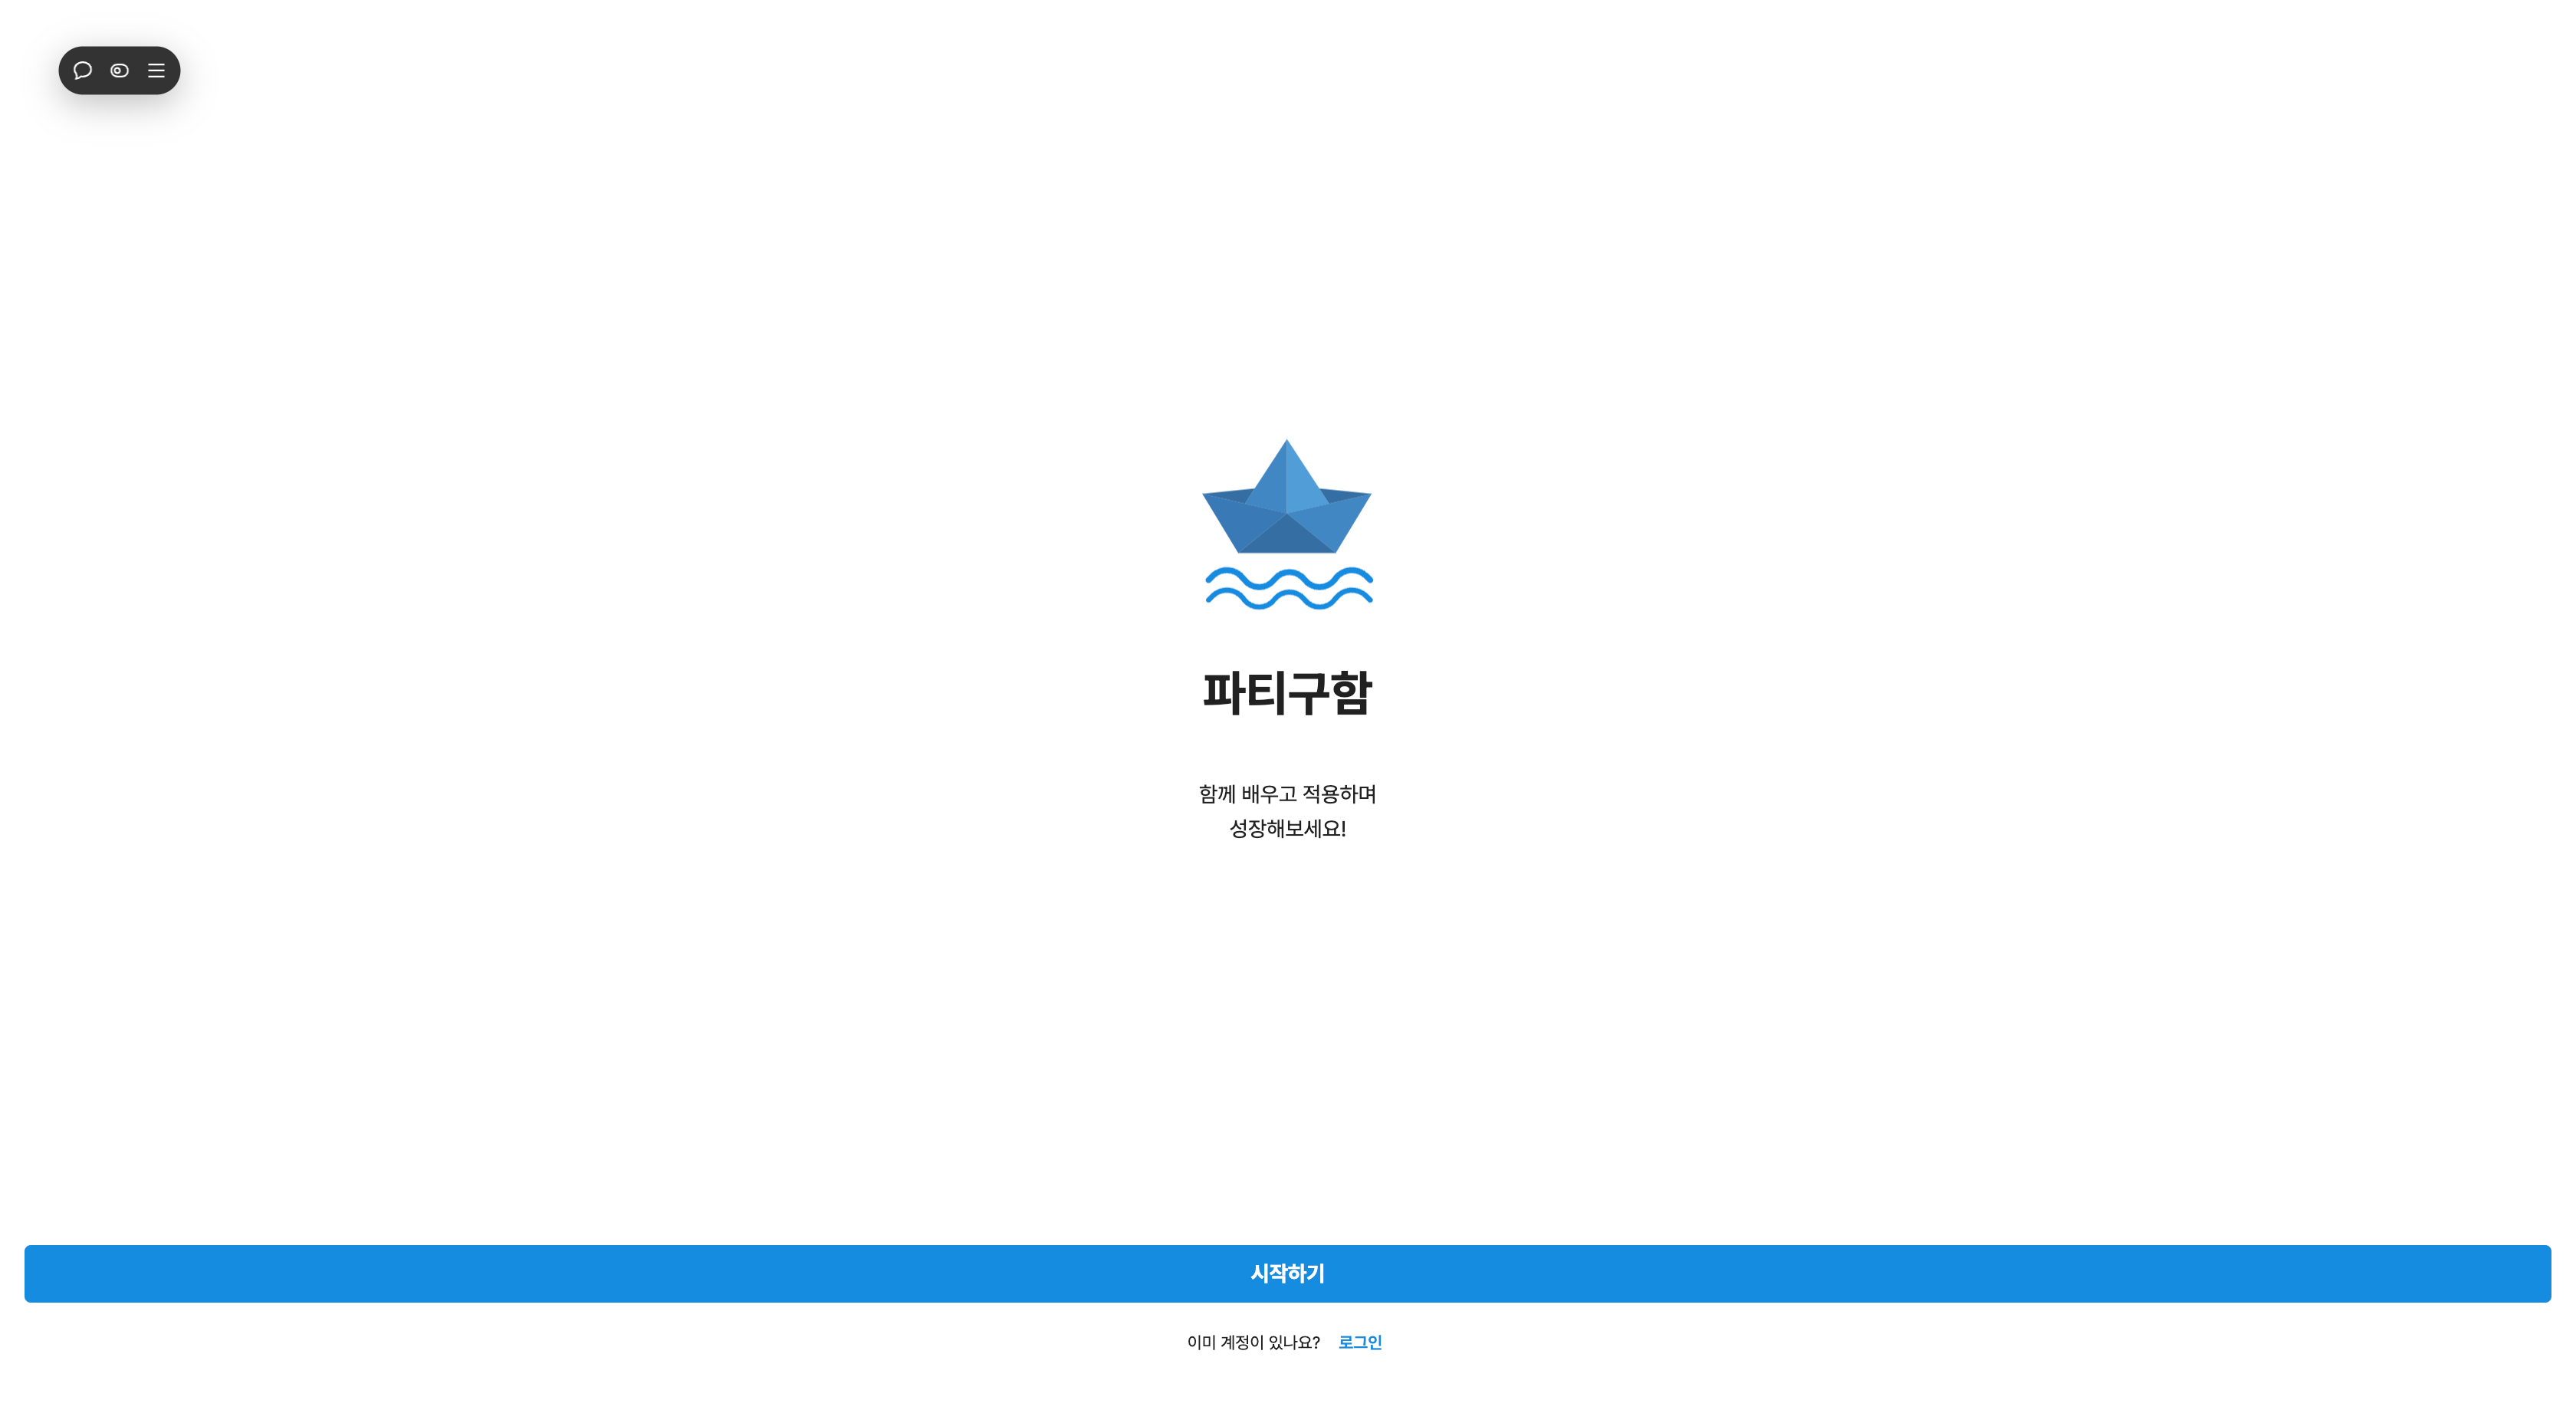 파티구함
함께 배우고 적용하며
성장해보세요!
시작하기
이미 계정이 있나요? 로그인